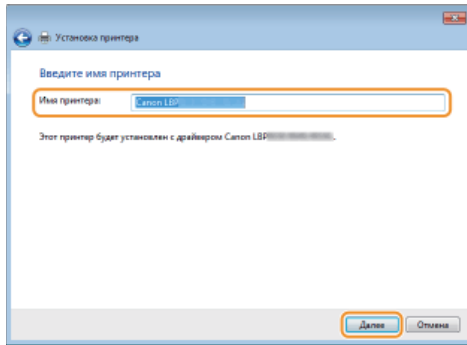 Установка принтера
Введите имя принтера
Имя принтера: Canon LBP
Этот принтер будет установлен с драйвером Canon LBP
Далее Отмена